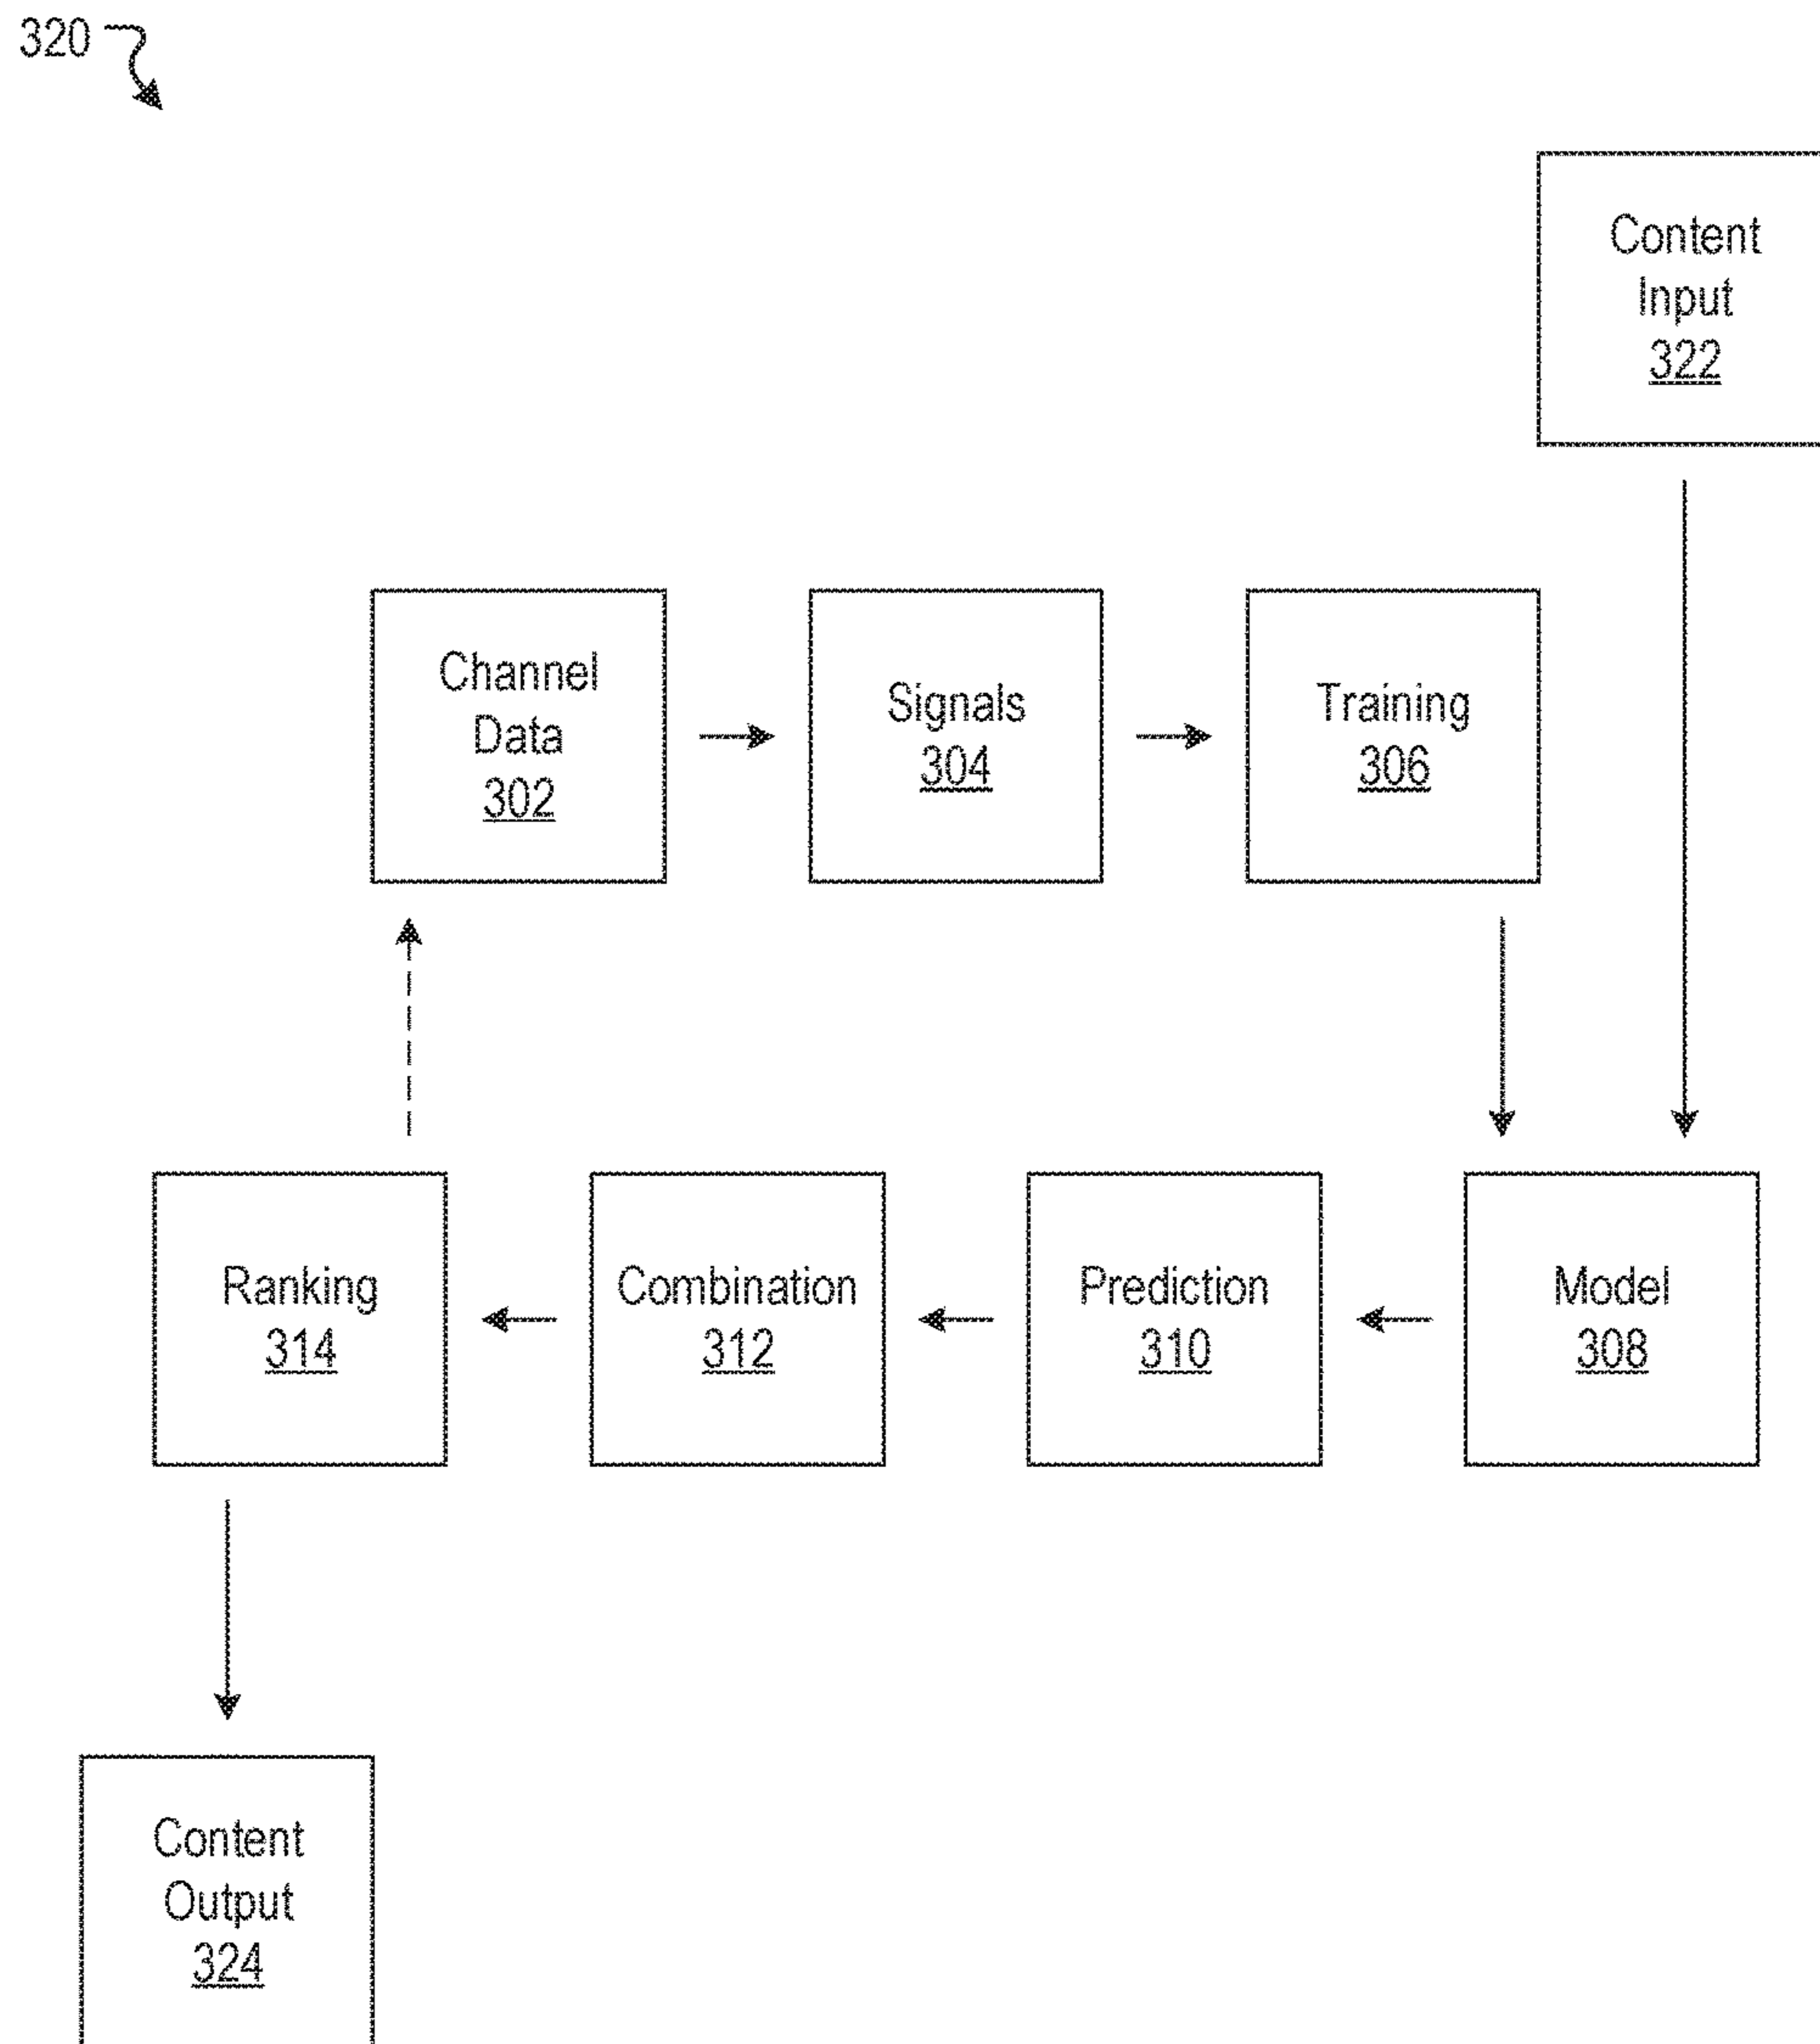 320
Content
Input
322
Channel
Data
302
Signals
304
Training
306
Ranking
314
Combination
312
Prediction
310
Model
308
Content
Output
324